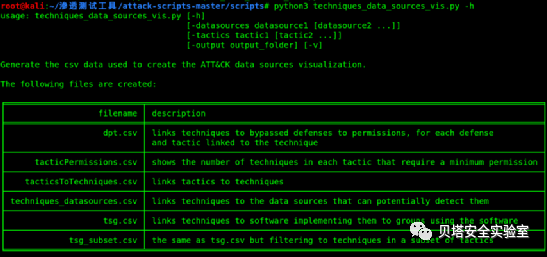 root@kali:~/渗透测试工具/attack-scripts-master/scripts# python3 techniques_data_sources_vis.py -h
usage: techniques_data_sources_vis.py [-h]
[-datasources datasource1 [datasource2 ...]]
[-tactics tactic1 [tactic2 ...]]
[-output output_folder] [-v]
Generate the csv data used to create the ATT&CK data sources visualization.
The following files are created:
filename description
dpt.csv links techniques to bypassed defenses to permissions, for each defense
and tactic linked to the technique
tacticPermissions.csv shows the number of techniques in each tactic that require a minimum permission
tacticsToTechniques.csv links tactics to techniques
techniques_datasources.csv links techniques to the data sources that can potentially detect them
tsg.csv links techniques to software implementing them to groups using the software
tsg_subset.csv the same as tsg.csv but filtering to techniques in a subset of tactics
贝塔安全实验室